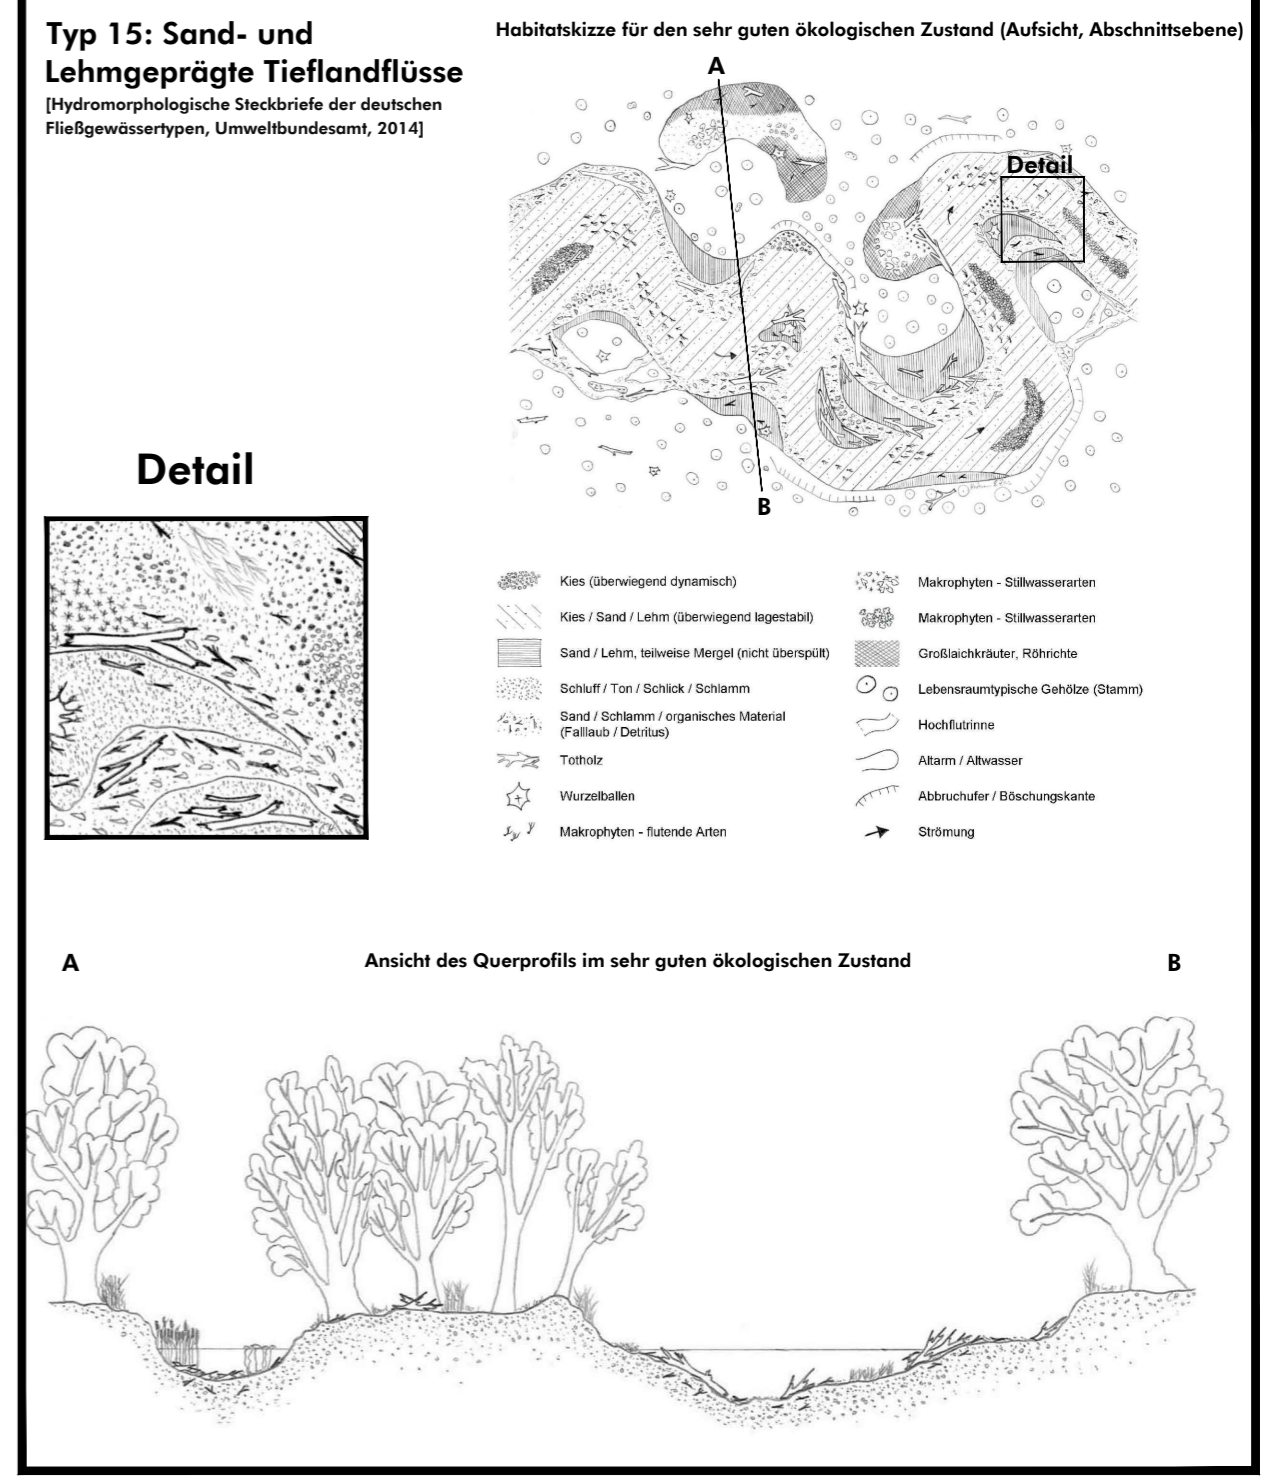 Typ 15: Sand- und
Lehmgeprägte Tieflandflüsse
[Hydromorphologische Steckbriefe der deutschen
Fließgewässertypen, Umweltbundesamt, 2014]
Habitatskizze für den sehr guten ökologischen Zustand (Aufsicht, Abschnittsebene)
A
Detail
B
Detail
Kies (überwiegend dynamisch)
Kies / Sand / Lehm (überwiegend lagestabil)
Sand / Lehm, teilweise Mergel (nicht überspült)
Schluff / Ton / Schlick / Schlamm
Sand / Schlamm / organisches Material
(Falllaub / Detritus)
Totholz
Wurzelballen
Makrophyten - flutende Arten
Makrophyten - Stillwasserarten
Makrophyten - Stillwasserarten
Großlaichkräuter, Röhrichte
Lebensraumtypische Gehölze (Stamm)
Hochflutrinne
Altarm / Altwasser
Abbruchufer / Böschungskante
Strömung
A
Ansicht des Querprofils im sehr guten ökologischen Zustand
B